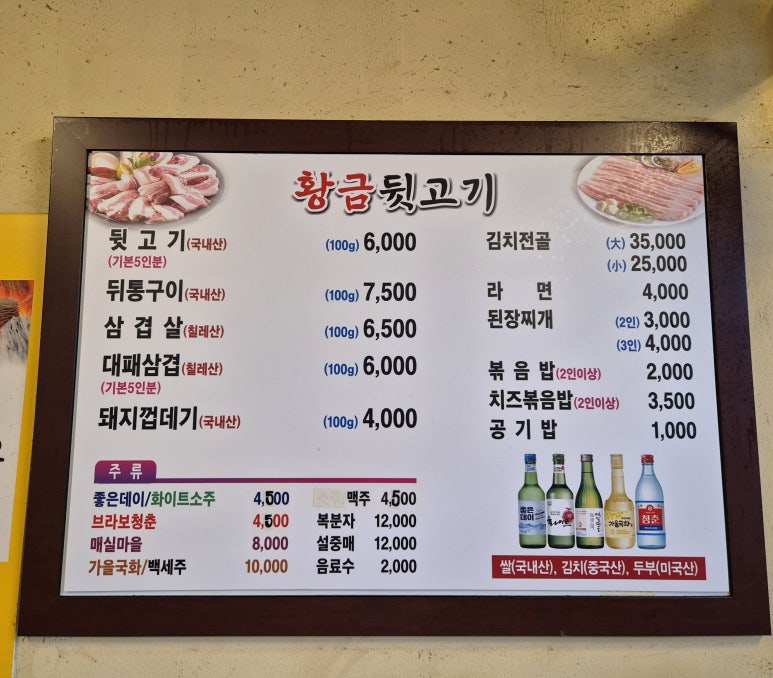 황금뒷고기
뒷고기(국내산) (100g) 6,000
(기본5인분)
뒤통구이(국내산) (100g) 7,500
삼겹살(칠레산) (100g) 6,500
대패삼겹(칠레산) (100g) 6,000
(기본5인분)
돼지껍데기(국내산) (100g) 4,000
김치전골 (大) 35,000
(小) 25,000
라면 4,000
된장찌개 (2인) 3,000
(3인) 4,000
볶음밥(2인이상) 2,000
치즈볶음밥(2인이상) 3,500
공기밥 1,000
주류
좋은데이/화이트소주 4,500
브라보청춘 4,500
매실마을 8,000
가을국화/백세주 10,000
맥주 4,500
복분자 12,000
설중매 12,000
음료수 2,000
좋은데이
청춘
쌀(국내산), 김치(중국산), 두부(미국산)